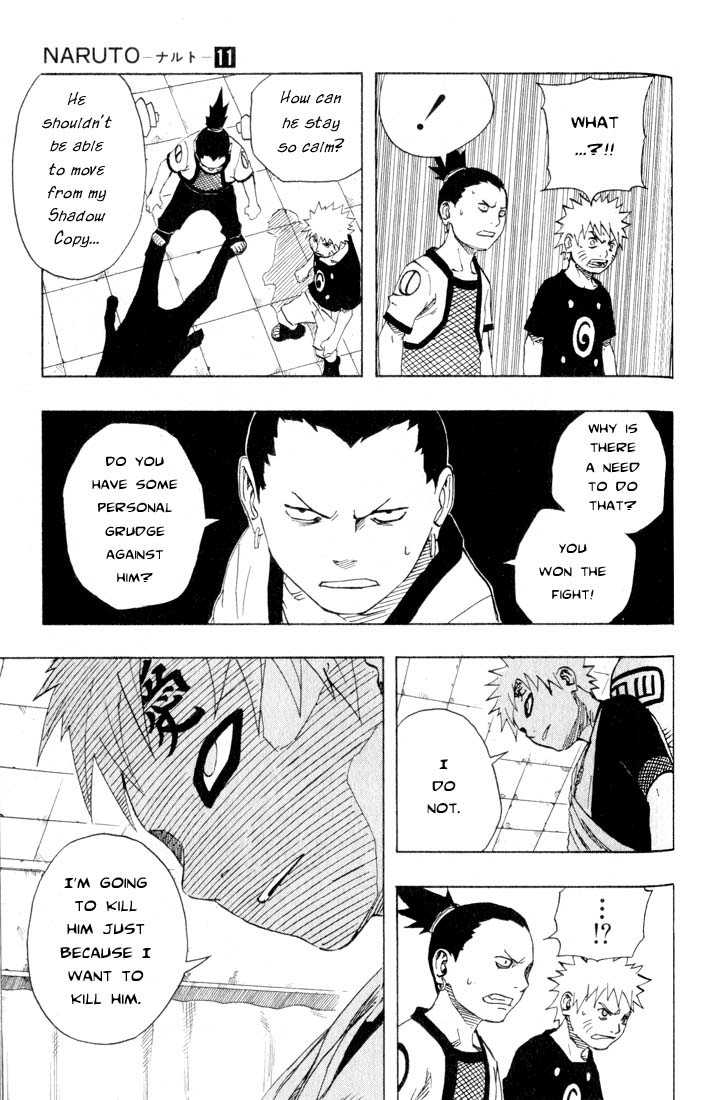 NARUTO―ナルト―11
WHAT
...?!!
!
How can
he stay
so calm?
He
shouldn't
be able
to move
from my
Shadow
Copy...
WHY IS
THERE
A NEED
TO DO
THAT?
YOU
WON THE
FIGHT!
DO YOU
HAVE SOME
PERSONAL
GRUDGE
AGAINST
HIM?
I
DO
NOT.
...!?
愛
I'M GOING
TO KILL
HIM JUST
BECAUSE I
WANT TO
KILL HIM.